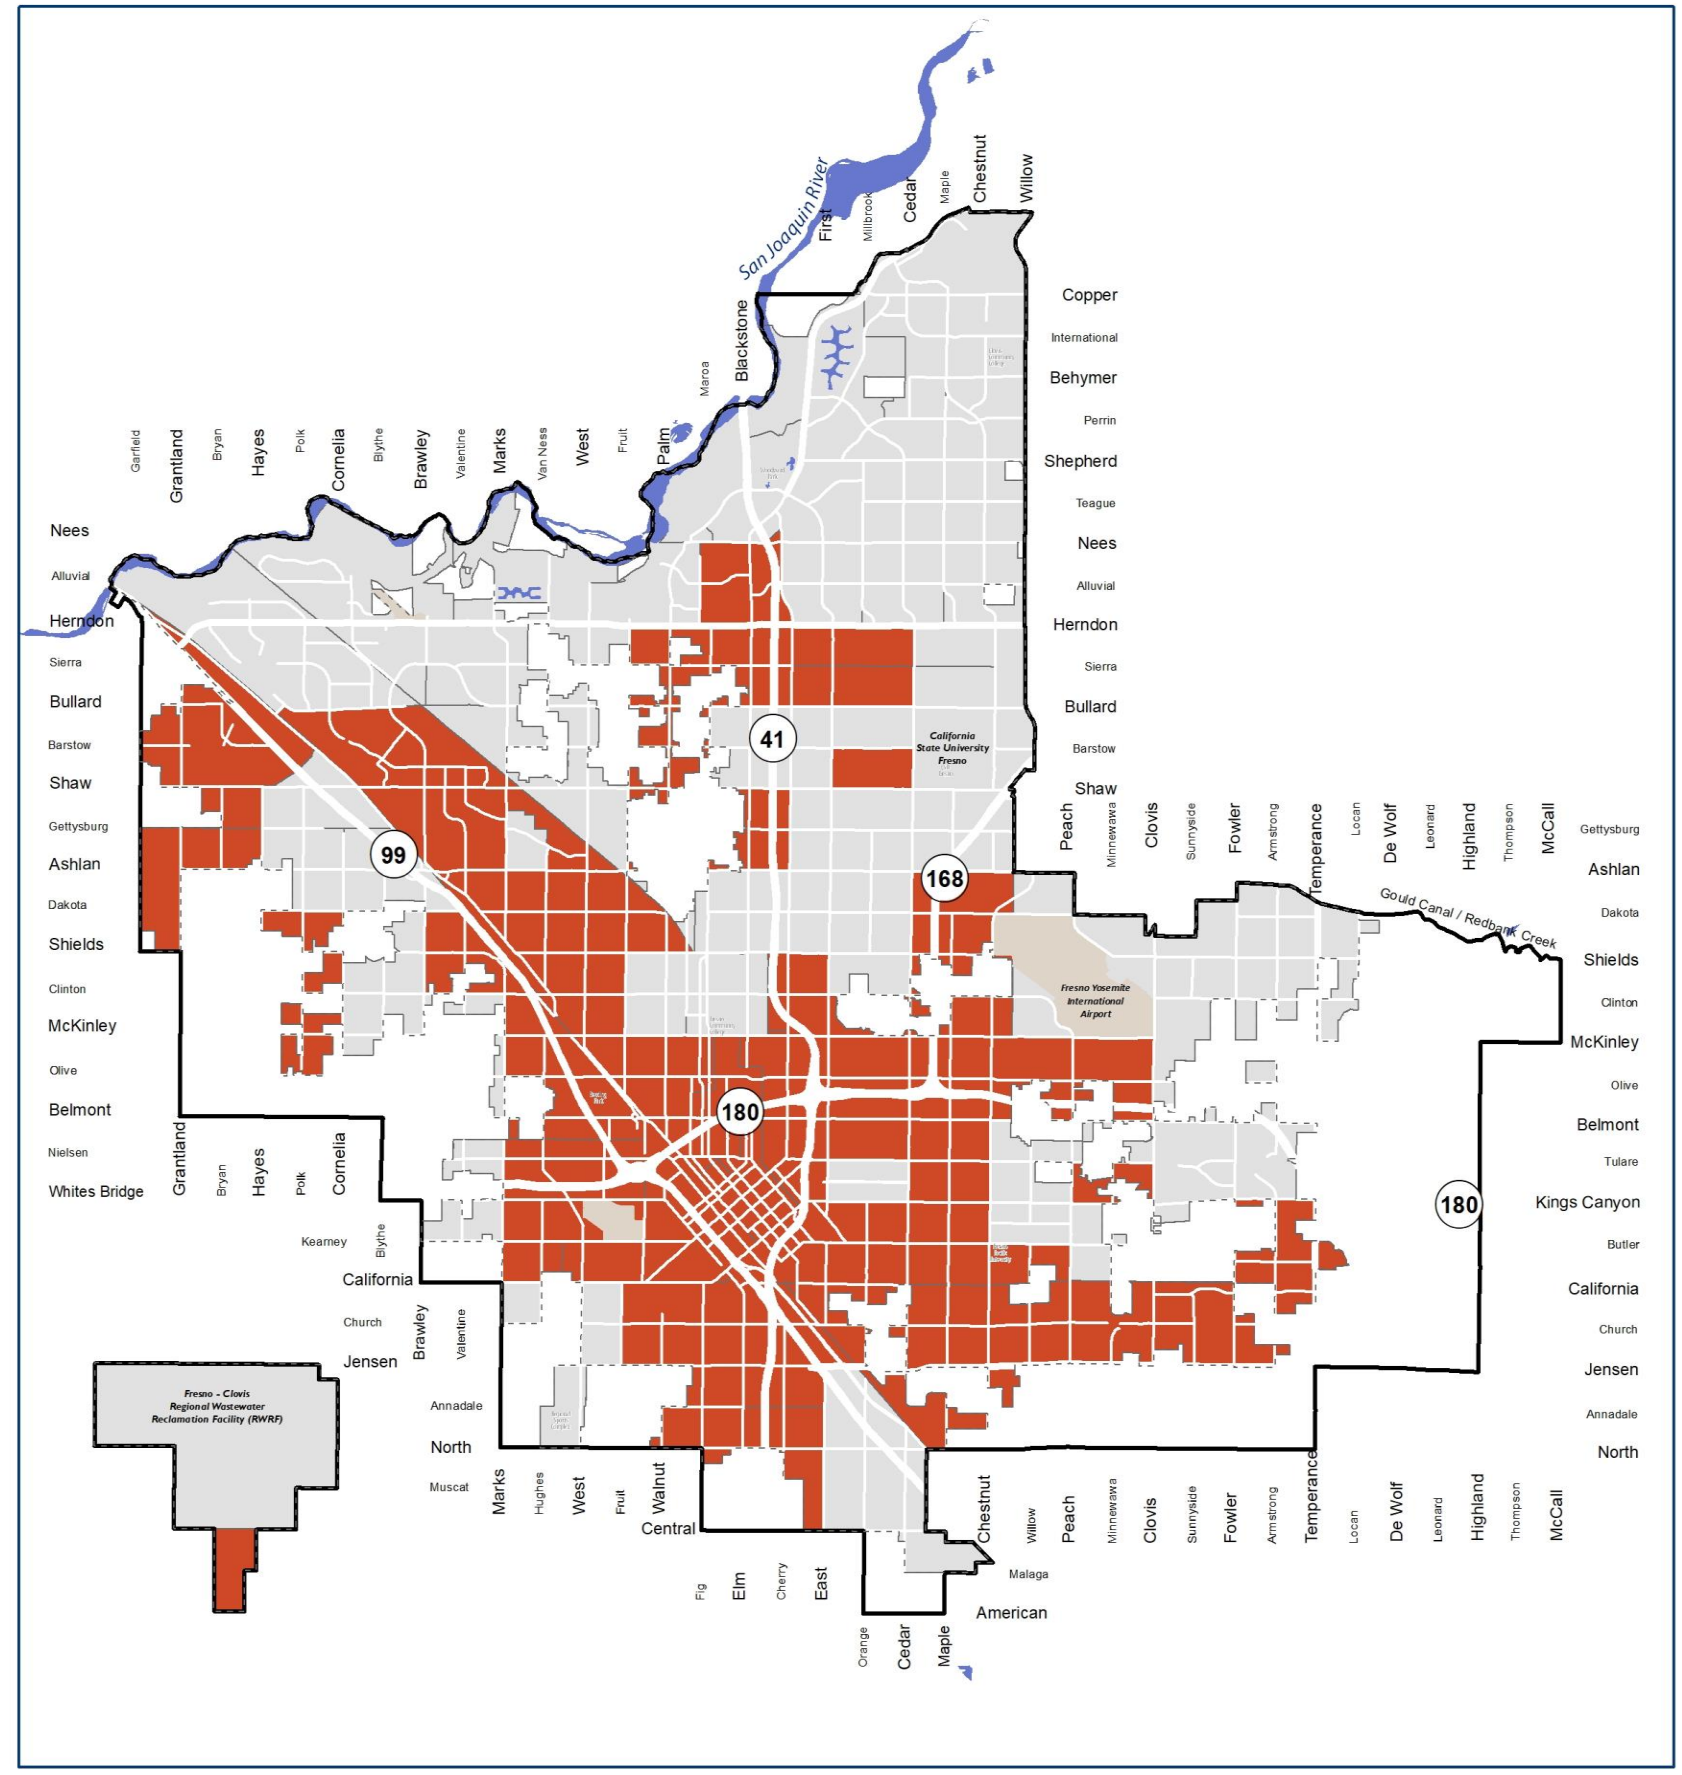 San Joaquin River
First
Millbrook
Cedar
Maple
Chestnut
Willow
Copper
International
Behymer
Perrin
Shepherd
Teague
Nees
Alluvial
Herndon
Sierra
Bullard
Barstow
Shaw
Maroa
Blackstone
Garfield
Grantland
Bryan
Hayes
Polk
Cornelia
Blythe
Brawley
Valentine
Marks
Van Ness
West
Fruit
Palm
Nees
Alluvial
Herndon
Sierra
Bullard
Barstow
Shaw
Gettysburg
Ashlan
Dakota
Shields
Clinton
McKinley
Olive
Belmont
Nielsen
Whites Bridge
41
California
State University
Fresno
99
168
180
180
Peach
Minnewawa
Clovis
Sunnyside
Fowler
Armstrong
Temperance
Locan
De Wolf
Leonard
Highland
Thompson
McCall
Gettysburg
Ashlan
Gould Canal / Redbank Creek
Dakota
Shields
Clinton
McKinley
Olive
Belmont
Tulare
Kings Canyon
Butler
California
Church
Jensen
Annadale
North
Fresno Yosemite
International
Airport
Grantland
Bryan
Hayes
Polk
Cornelia
Kearney
Blythe
California
Church
Brawley
Valentine
Jensen
Annadale
North
Muscat
Fresno - Clovis
Regional Wastewater
Reclamation Facility (RWRF)
Marks
Hughes
West
Fruit
Walnut
Central
Fig
Elm
Cherry
East
Orange
Cedar
Maple
Malaga
American
Chestnut
Willow
Peach
Minnewawa
Clovis
Sunnyside
Fowler
Armstrong
Temperance
Locan
De Wolf
Leonard
Highland
Thompson
McCall